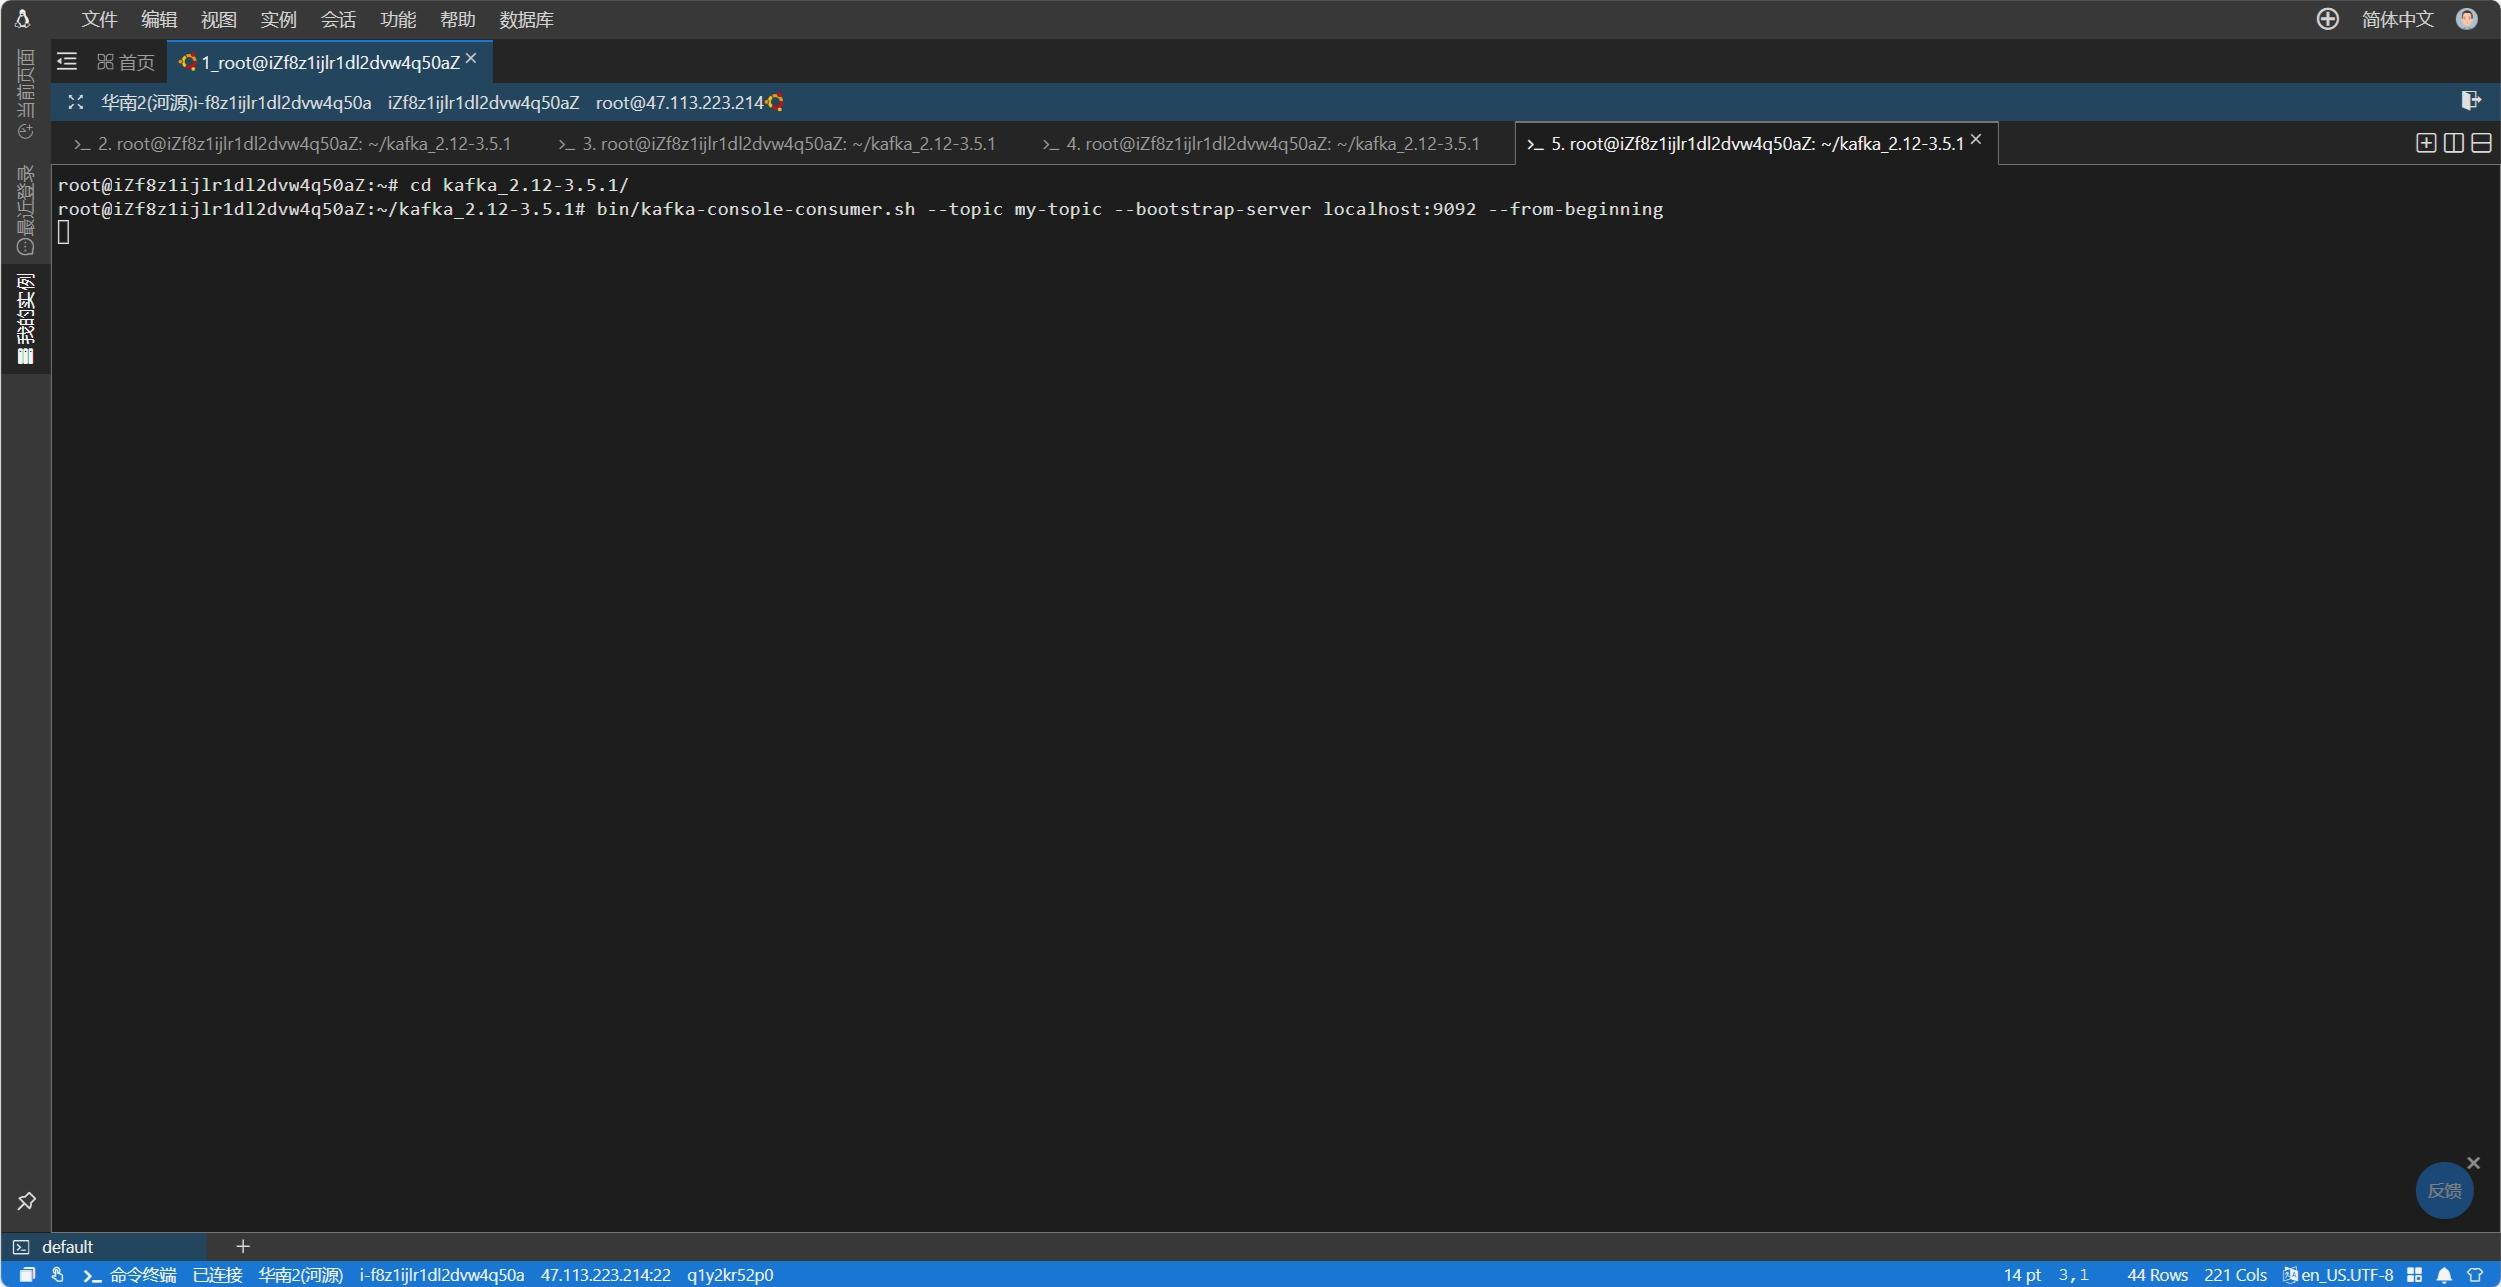 文件 编辑 视图 实例 会话 功能 帮助 数据库 简体中文
首页 1_root@iZf8z1ijlr1dl2dvw4q50aZ
华南2(河源)i-f8z1ijlr1dl2dvw4q50a iZf8z1ijlr1dl2dvw4q50aZ root@47.113.223.214
2. root@iZf8z1ijlr1dl2dvw4q50aZ: ~/kafka_2.12-3.5.1 3. root@iZf8z1ijlr1dl2dvw4q50aZ: ~/kafka_2.12-3.5.1 4. root@iZf8z1ijlr1dl2dvw4q50aZ: ~/kafka_2.12-3.5.1 5. root@iZf8z1ijlr1dl2dvw4q50aZ: ~/kafka_2.12-3.5.1
当前页面
最近登录
我的实例
root@iZf8z1ijlr1dl2dvw4q50aZ:~# cd kafka_2.12-3.5.1/
root@iZf8z1ijlr1dl2dvw4q50aZ:~/kafka_2.12-3.5.1# bin/kafka-console-consumer.sh --topic my-topic --bootstrap-server localhost:9092 --from-beginning
反馈
default
命令终端 已连接 华南2(河源) i-f8z1ijlr1dl2dvw4q50a 47.113.223.214:22 q1y2kr52p0 14 pt 3,1 44 Rows 221 Cols en_US.UTF-8